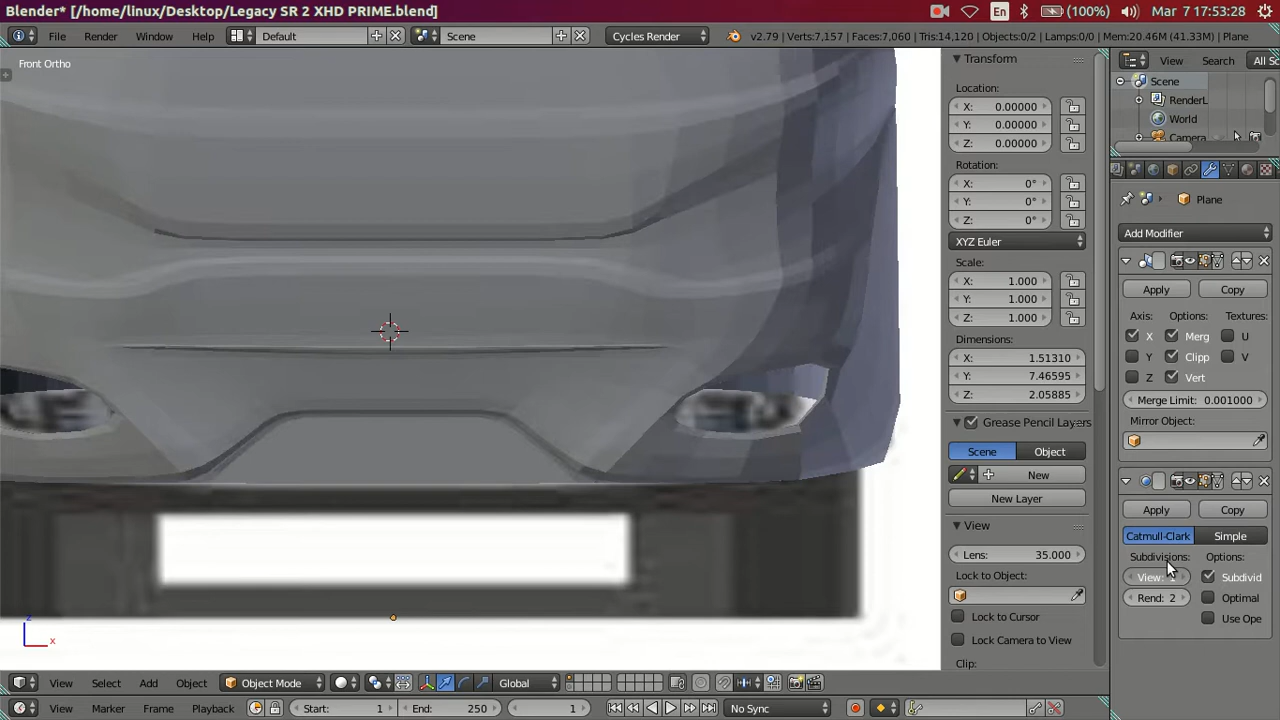 Blender* [/home/linux/Desktop/Legacy SR 2 XHD PRIME.blend] En (100%) Mar 7 17:53:28
File Render Window Help Default Scene Cycles Render v2.79 | Verts:7,157 | Faces:7,060 | Tris:14,120 | Objects:0/2 | Lamps:0/0 | Mem:20.46M (41.33M) | Plane
Front Ortho
Transform
Location:
X: 0.00000
Y: 0.00000
Z: 0.00000
Rotation:
X: 0°
Y: 0°
Z: 0°
XYZ Euler
Scale:
X: 1.000
Y: 1.000
Z: 1.000
Dimensions:
X: 1.51310
Y: 7.46595
Z: 2.05885
Grease Pencil Layers
Scene Object
New
New Layer
View
Lens: 35.000
Lock to Object:
Lock to Cursor
Lock Camera to View
Clip:
View Search All Sc
Scene
RenderL
World
Camera
Plane
Add Modifier
Apply Copy
Axis: Options: Textures:
X Merg U
Y Clipp V
Z Vert
Merge Limit: 0.001000
Mirror Object:
Apply Copy
Catmull-Clark Simple
Subdivisions: Options:
View: Subdivid
Rend: 2 Optimal
Use Ope
z
x
View Select Add Object Object Mode Global
View Marker Frame Playback Start: 1 End: 250 1 No Sync